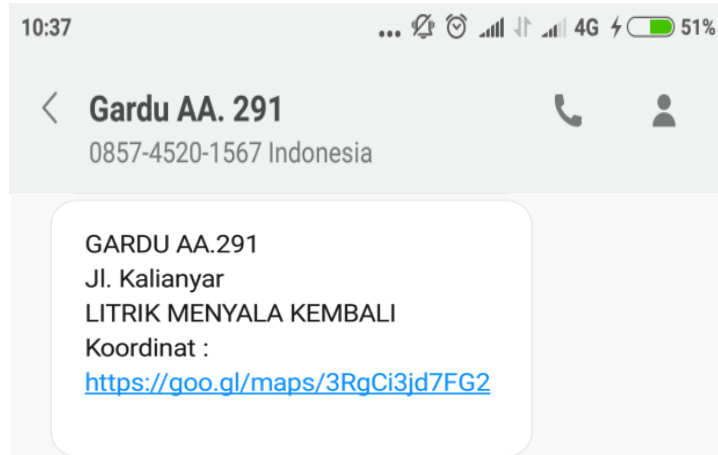 10:37 ... 4G 51%
Gardu AA. 291
0857-4520-1567 Indonesia
GARDU AA.291
Jl. Kalianyar
LITRIK MENYALA KEMBALI
Koordinat :
https://goo.gl/maps/3RgCi3jd7FG2